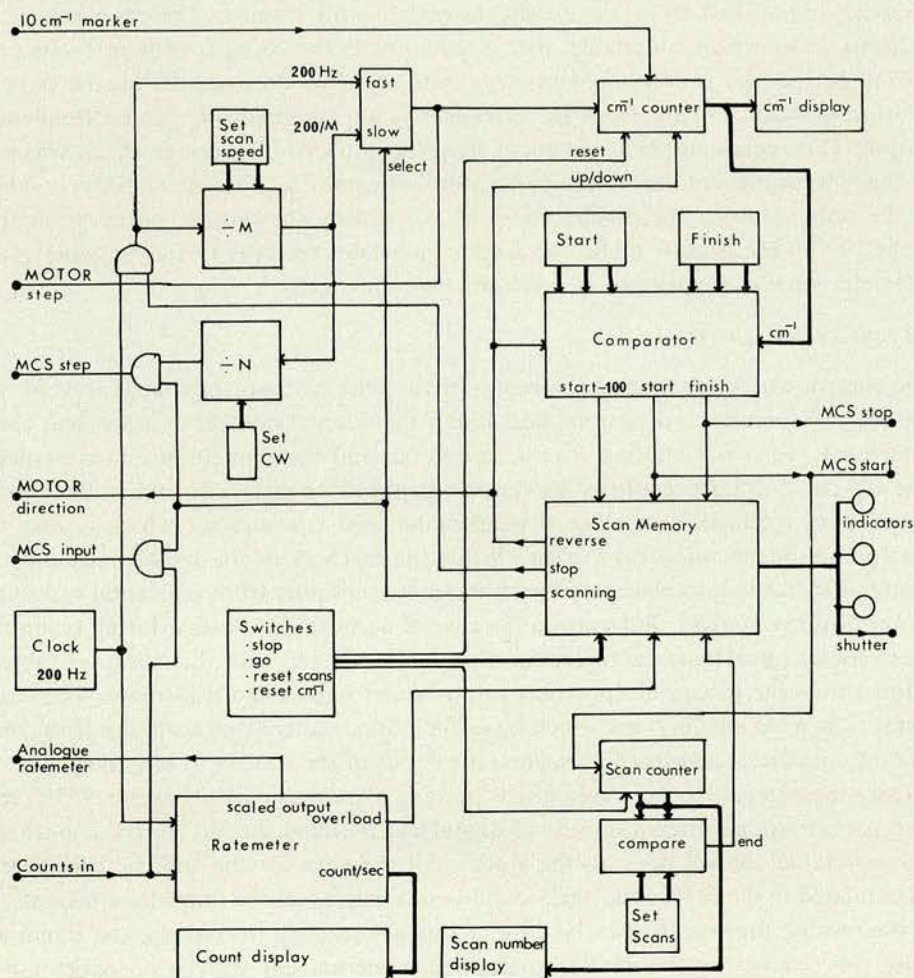 10 cm⁻¹ marker
200 Hz
fast
cm⁻¹ counter
cm⁻¹ display
Set
scan
speed
200/M
slow
select
reset
up/down
÷M
Start
Finish
MOTOR
step
÷N
Comparator
cm⁻¹
MCS step
start-100 start finish
MCS stop
Set
CW
MCS start
MOTOR
direction
Scan Memory
indicators
reverse
MCS input
stop
scanning
Clock
200 Hz
Switches
· stop
· go
· reset scans
· reset cm⁻¹
shutter
Analogue
ratemeter
Scan counter
scaled output
overload
Ratemeter
compare
end
Counts in
count/sec
Set
Scans
Count display
Scan number
display